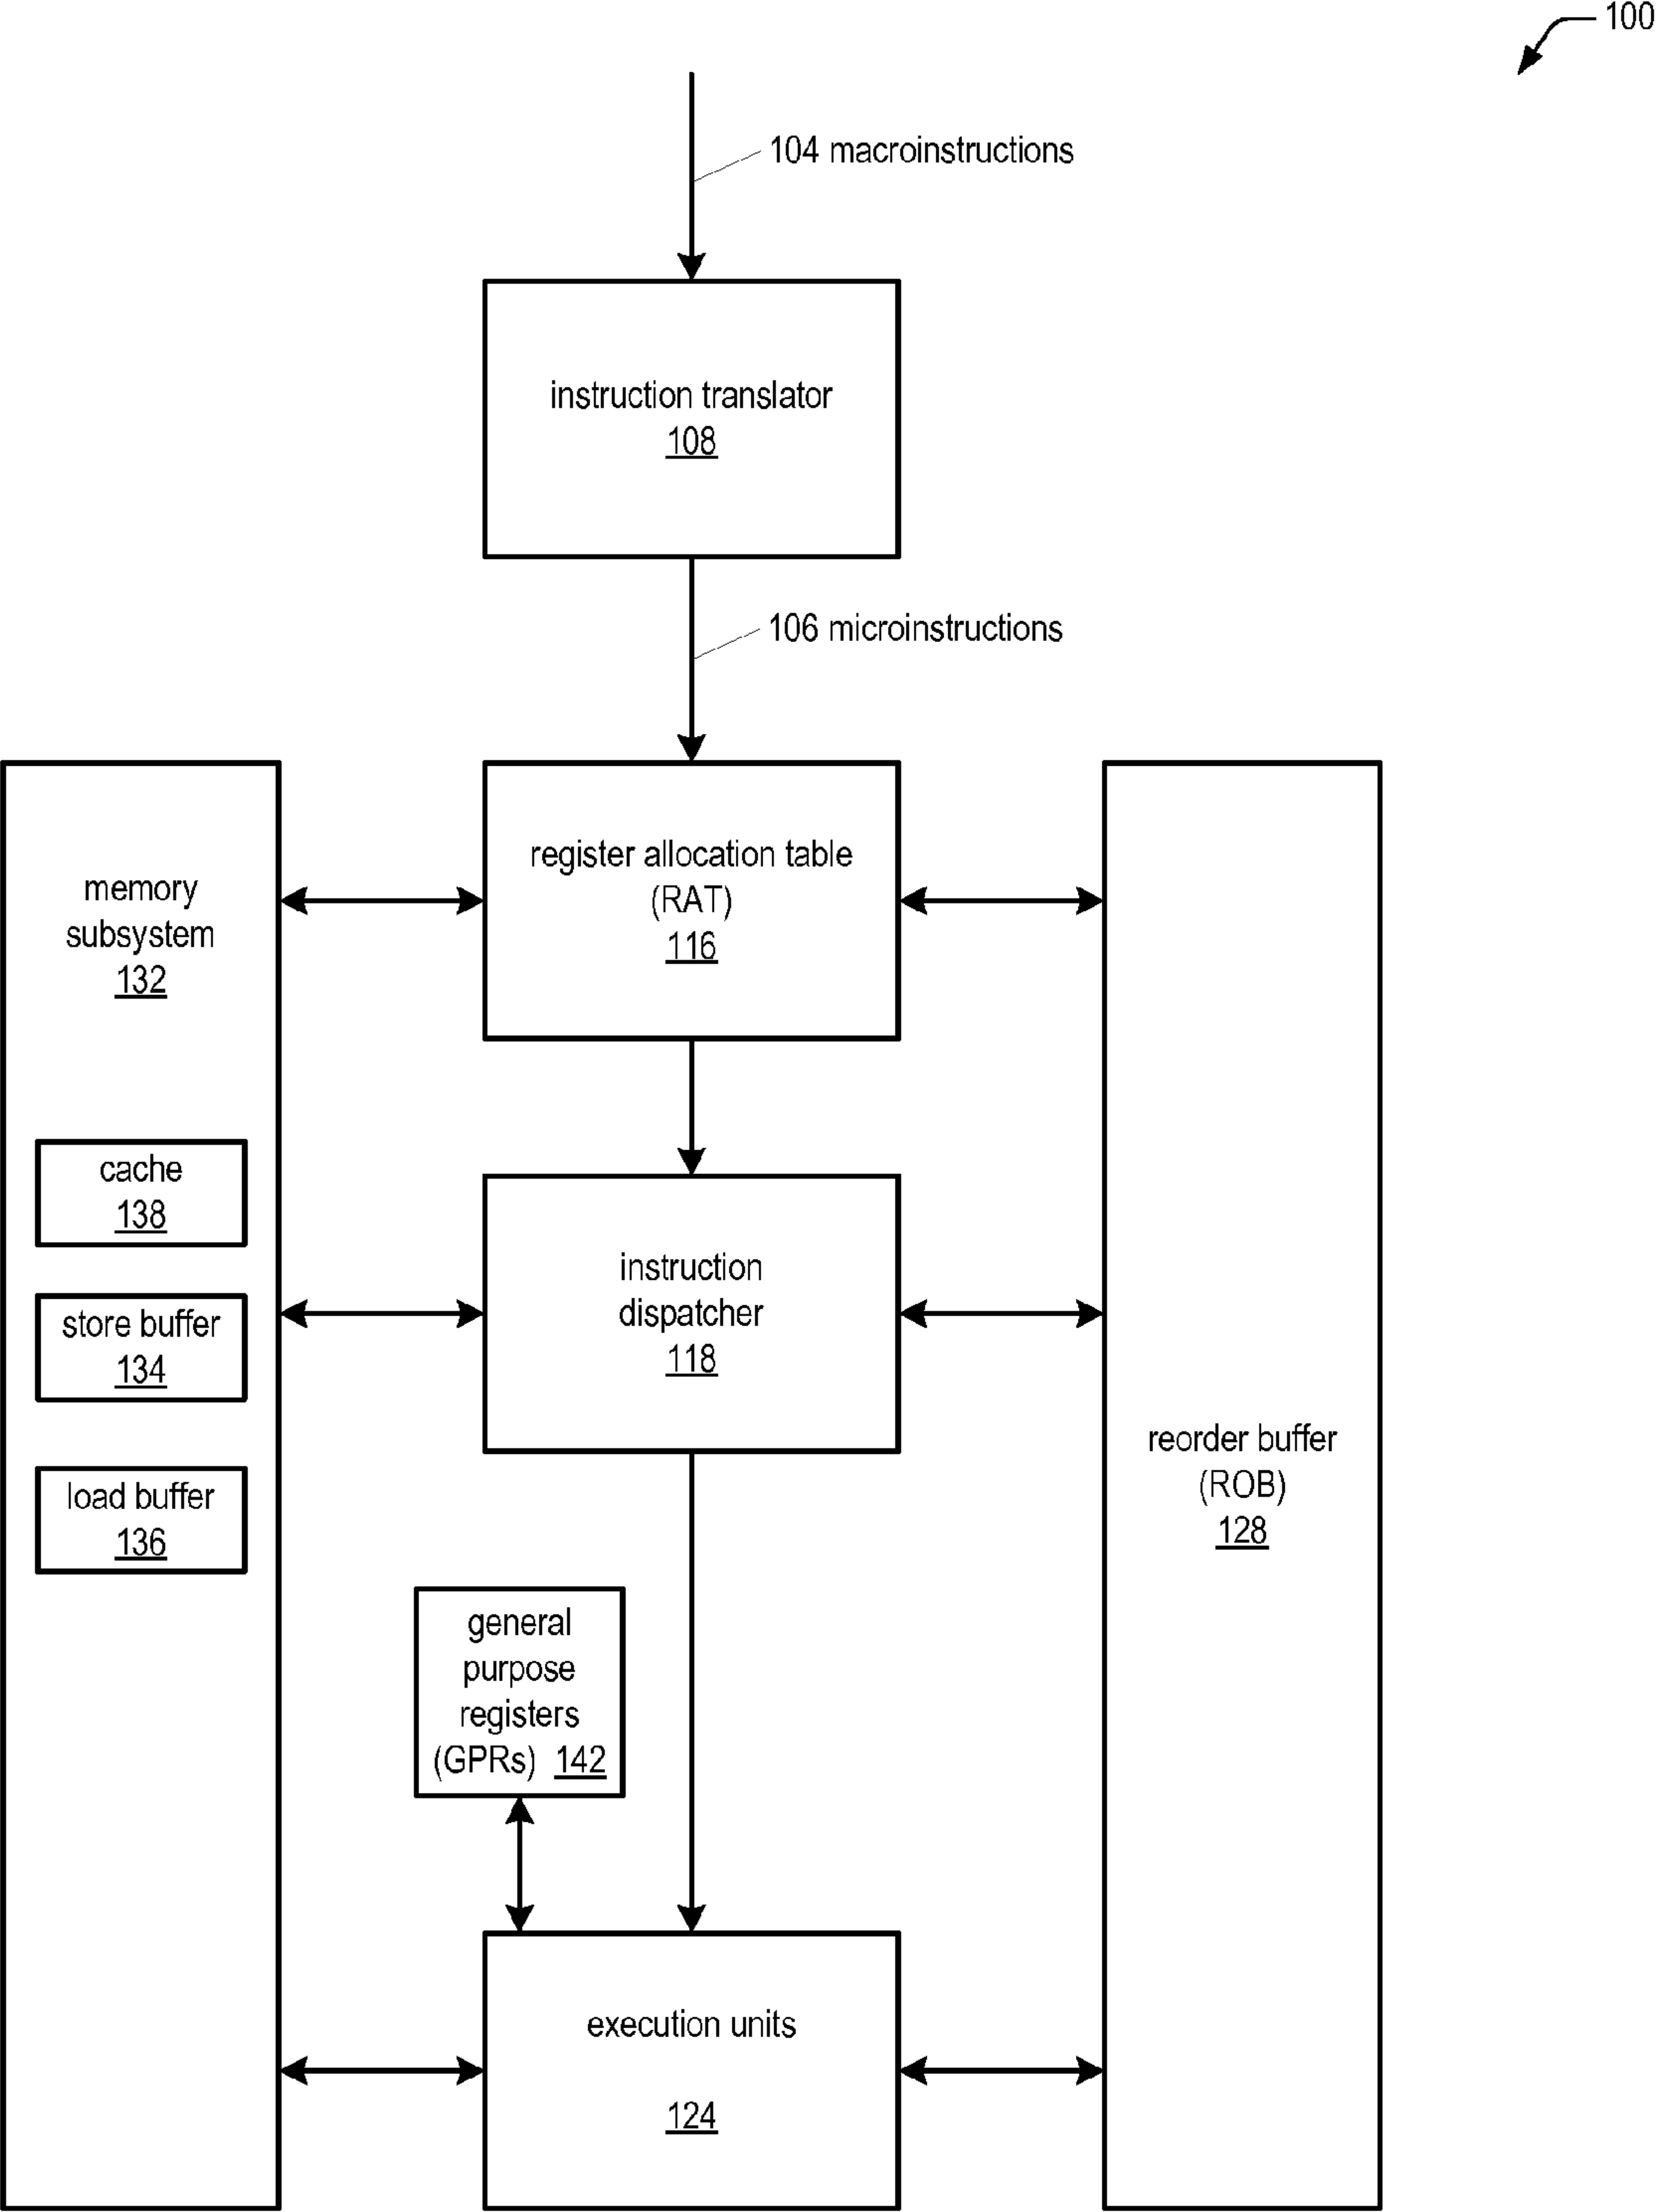 100
104 macroinstructions
instruction translator
108
106 microinstructions
memory
subsystem
132
register allocation table
(RAT)
116
cache
138
store buffer
134
load buffer
136
instruction
dispatcher
118
reorder buffer
(ROB)
128
general
purpose
registers
(GPRs) 142
execution units
124